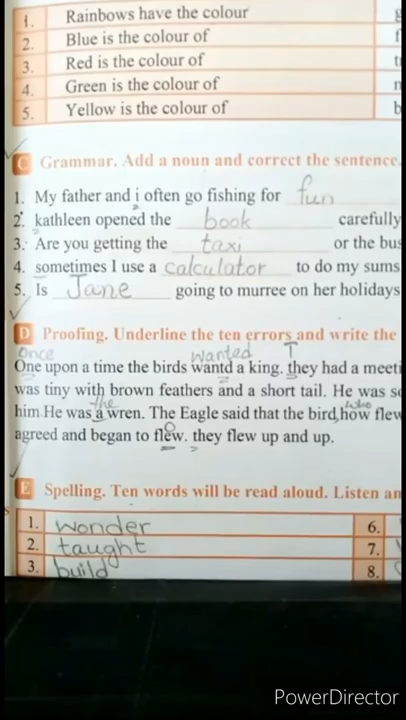 1. Rainbows have the colour
2. Blue is the colour of
3. Red is the colour of
4. Green is the colour of
5. Yellow is the colour of
C Grammar. Add a noun and correct the sentence.
1. My father and i often go fishing for fun
2. kathleen opened the book carefully
3. Are you getting the taxi or the bus
4. sometimes I use a calculator to do my sums
5. Is Jane going to murree on her holidays
D Proofing. Underline the ten errors and write the
once wanted T
One upon a time the birds wantd a king. they had a meeti
was tiny with brown feathers and a short tail. He was
the who
him He was a wren. The Eagle said that the bird how flew
agreed and began to flew. they flew up and up.
E Spelling. Ten words will be read aloud. Listen an
1. wonder 6.
2. taught 7.
3. build 8.
PowerDirector